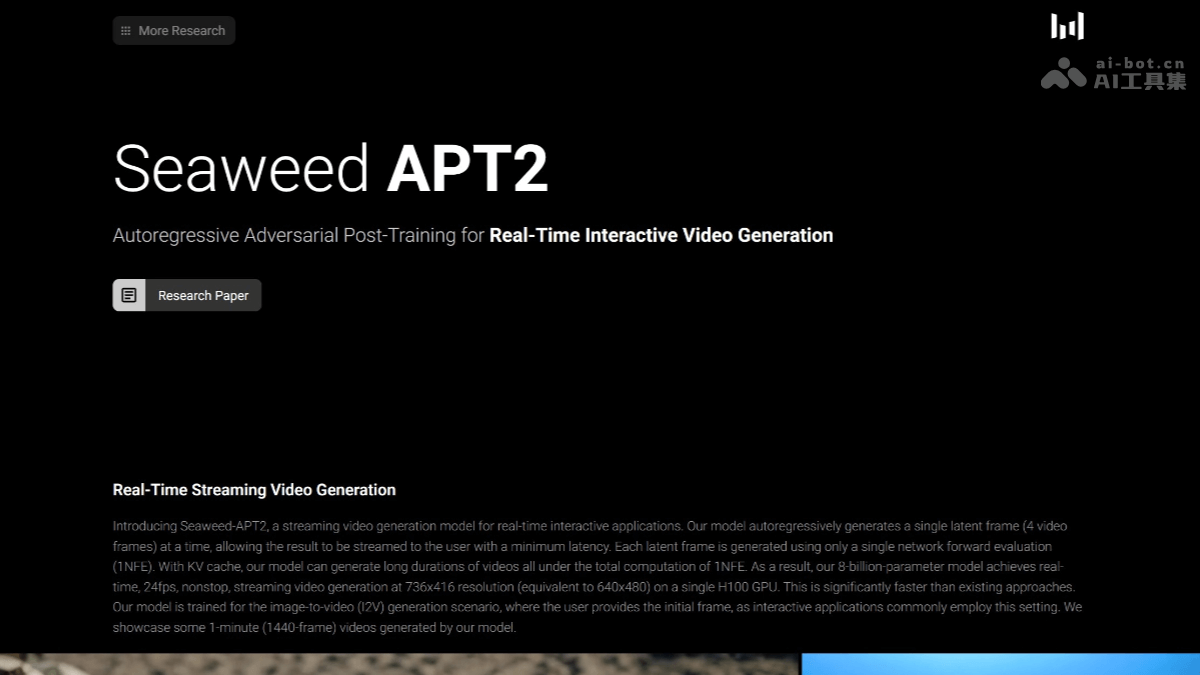 More Research
ai-bot.cn
AI工具集
Seaweed APT2
Autoregressive Adversarial Post-Training for Real-Time Interactive Video Generation
Research Paper
Real-Time Streaming Video Generation
Introducing Seaweed-APT2, a streaming video generation model for real-time interactive applications. Our model autoregressively generates a single latent frame (4 video
frames) at a time, allowing the result to be streamed to the user with a minimum latency. Each latent frame is generated using only a single network forward evaluation
(1NFE). With KV cache, our model can generate long durations of videos all under the total computation of 1NFE. As a result, our 8-billion-parameter model achieves real-
time, 24fps, nonstop, streaming video generation at 736x416 resolution (equivalent to 640x480) on a single H100 GPU. This is significantly faster than existing approaches.
Our model is trained for the image-to-video (I2V) generation scenario, where the user provides the initial frame, as interactive applications commonly employ this setting. We
showcase some 1-minute (1440-frame) videos generated by our model.